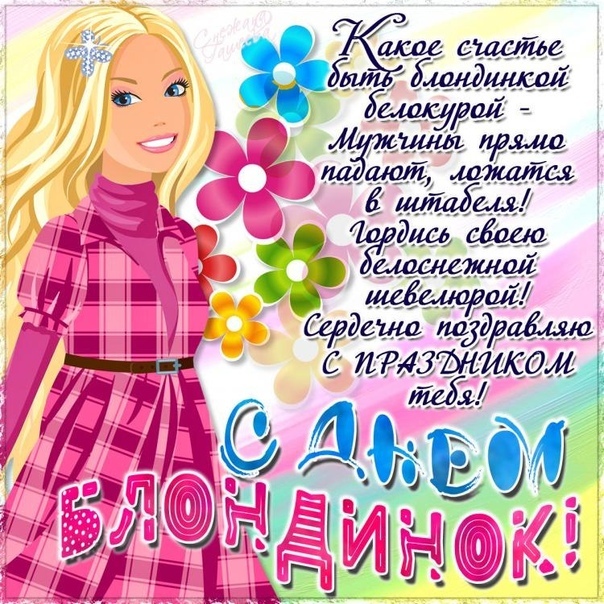 Какое счастье
быть блондинкой
белокурой -
Мужчины прямо
падают, ложатся
в штабеля!
Гордись своею
белоснежной
шевелюрой!
Сердечно поздравляю
С ПРАЗДНИКОМ
тебя!
С ДНЕМ
БЛОНДИНОК!